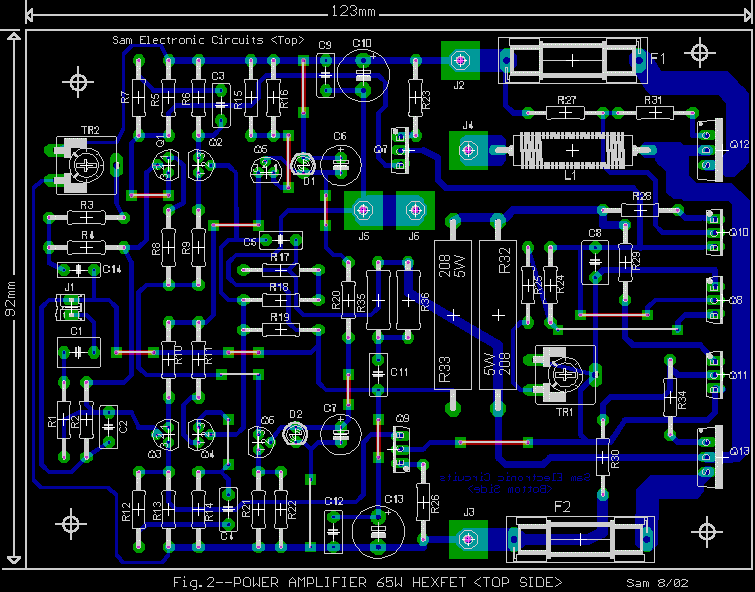 123mm
Sam Electronic Circuits <Top>
C9
C10
F1
R7
R5
R6
C3
R15
R16
R23
J2
R27
R31
TR2
Q1
Q2
Q5
D1
C6
Q7
J4
L1
Q12
B
C
E
G
D
S
R3
R4
R8
R9
C5
J5
J6
R28
Q10
C14
R17
R18
R19
R20
R35
R36
208
5W
R32
R25
R24
C8
R29
Q8
J1
C1
92mm
R10
R11
C11
R33
5W
208
TR1
Q11
R34
R1
R2
C2
Q3
Q4
Q6
D2
C7
Q9
R30
Q13
Sam Electronic Circuits
<Bottom Side>
R12
R13
R14
C4
R21
R22
C12
C13
R26
J3
F2
Fig.2--POWER AMPLIFIER 65W HEXFET <TOP SIDE>
Sam 8/02